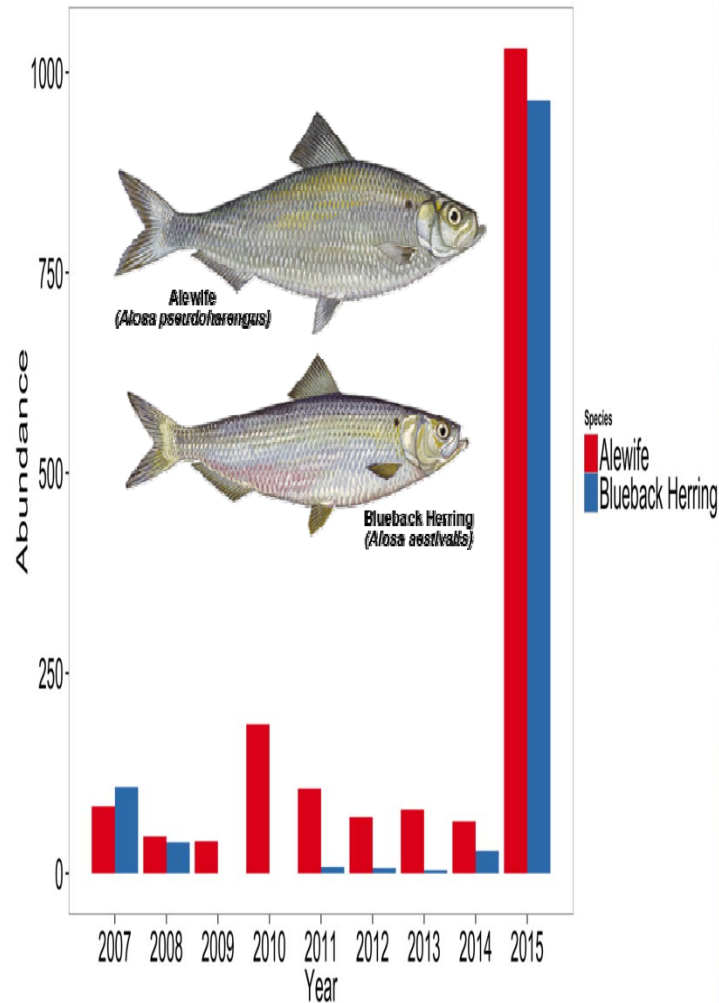 1000
750
500
250
0
Abundance
Alewife
(Alosa pseudoharengus)
Blueback Herring
(Alosa aestivalis)
Species
Alewife
Blueback Herring
2007 2008 2009 2010 2011 2012 2013 2014 2015
Year